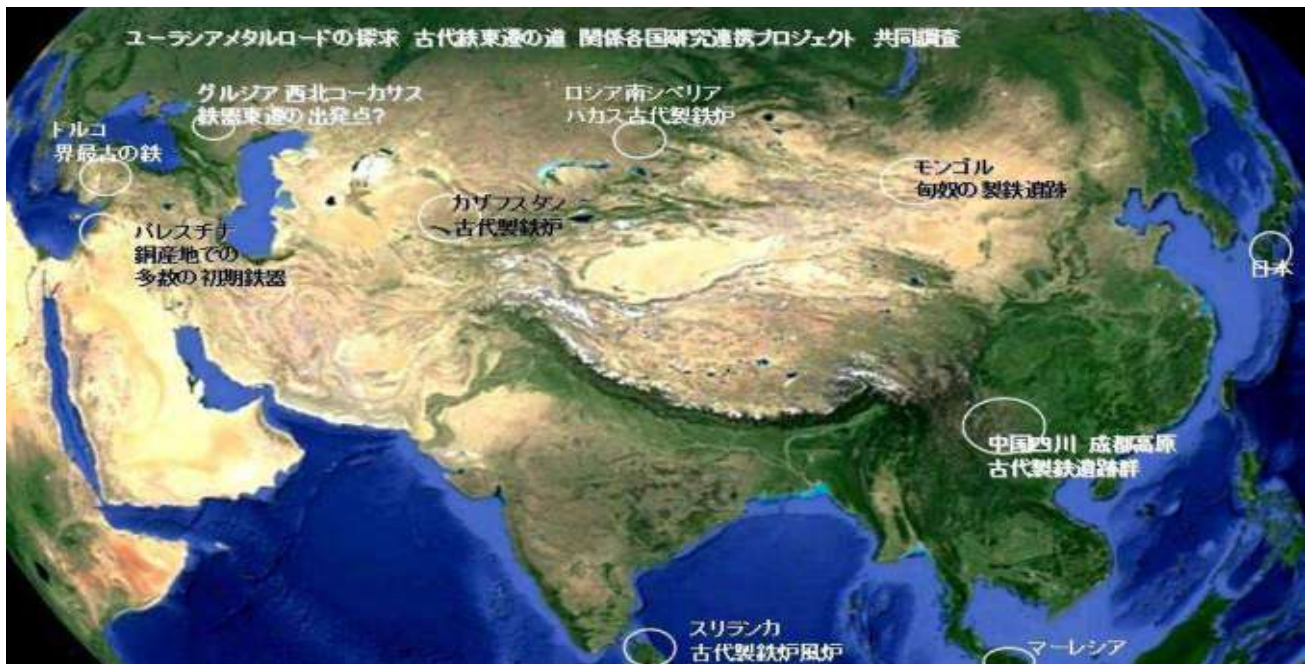 ユーラシアメタルロードの探求 古代鉄東遷の道 関係各国研究連携プロジェクト 共同調査
グルジア 西北コーカサス
鉄器東遷の出発点?
ロシア南シベリア
ハカス古代製鉄炉
トルコ
界最古の鉄
モンゴル
匈奴の製鉄遺跡
カザフスタン
古代製鉄炉
パレスチナ
銅産地での
多数の初期鉄器
日本
中国四川 成都高原
古代製鉄遺跡群
スリランカ
古代製鉄炉風炉
マーレシア